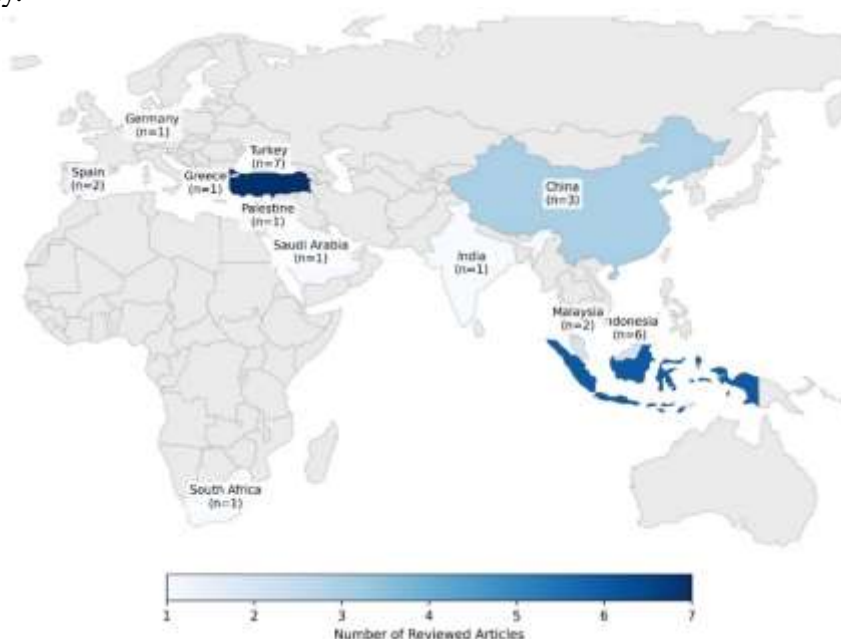 y.
Germany
(n=1)
Turkey
(n=7)
Spain
(n=2)
Greece
(n=1)
Palestine
(n=1)
Saudi Arabia
(n=1)
China
(n=3)
India
(n=1)
Malaysia
(n=2)
ndonesia
(n=6)
South Africa
(n=1)
1 2 3 4 5 6 7
Number of Reviewed Articles